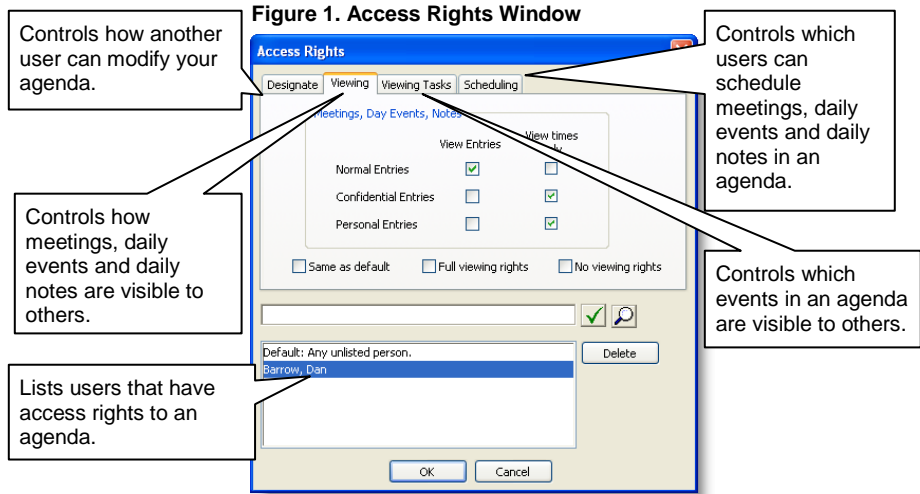 Figure 1. Access Rights Window
Controls how another
user can modify your
agenda.
Controls which
users can
schedule
meetings, daily
events and daily
notes in an
agenda.
Access Rights
Designate Viewing Viewing Tasks Scheduling
Meetings, Day Events, Notes
View Entries
View times
Normal Entries
Confidential Entries
Personal Entries
Same as default Full viewing rights No viewing rights
Controls how
meetings, daily
events and daily
notes are visible to
others.
Controls which
events in an agenda
are visible to others.
Default: Any unlisted person.
Delete
Barrow, Dan
Lists users that have
access rights to an
agenda.
OK Cancel